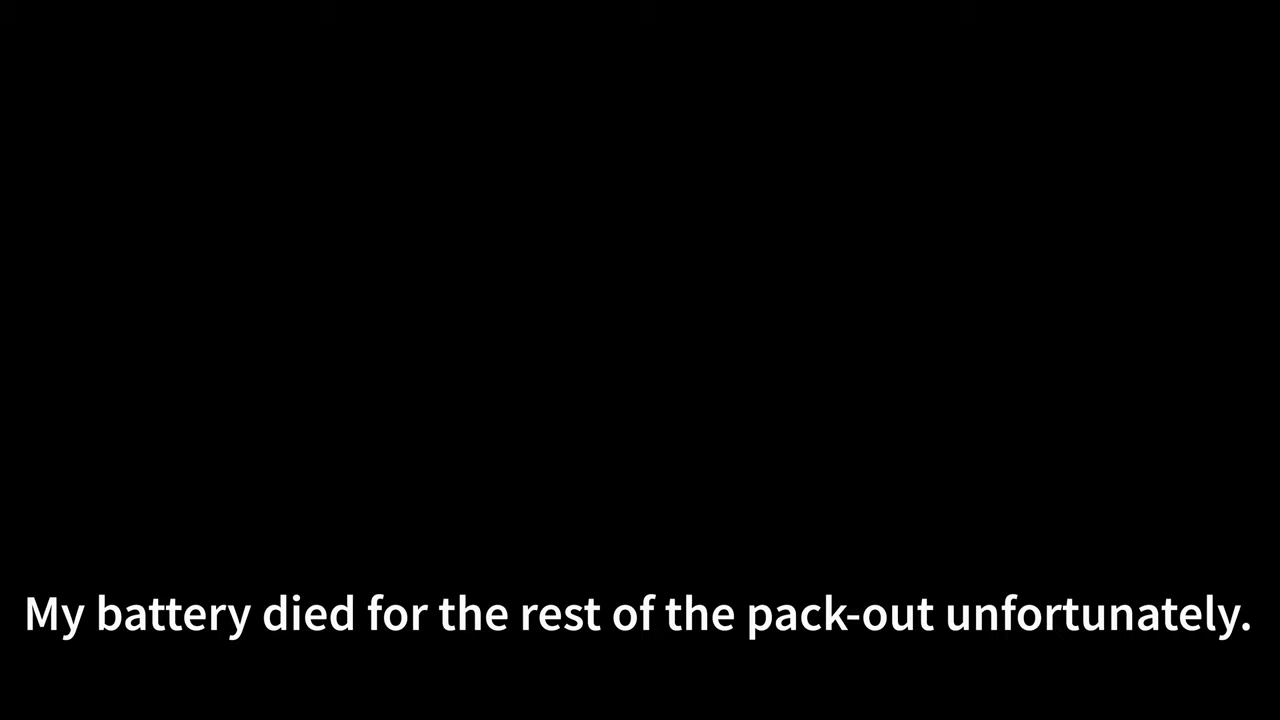 My battery died for the rest of the pack-out unfortunately.